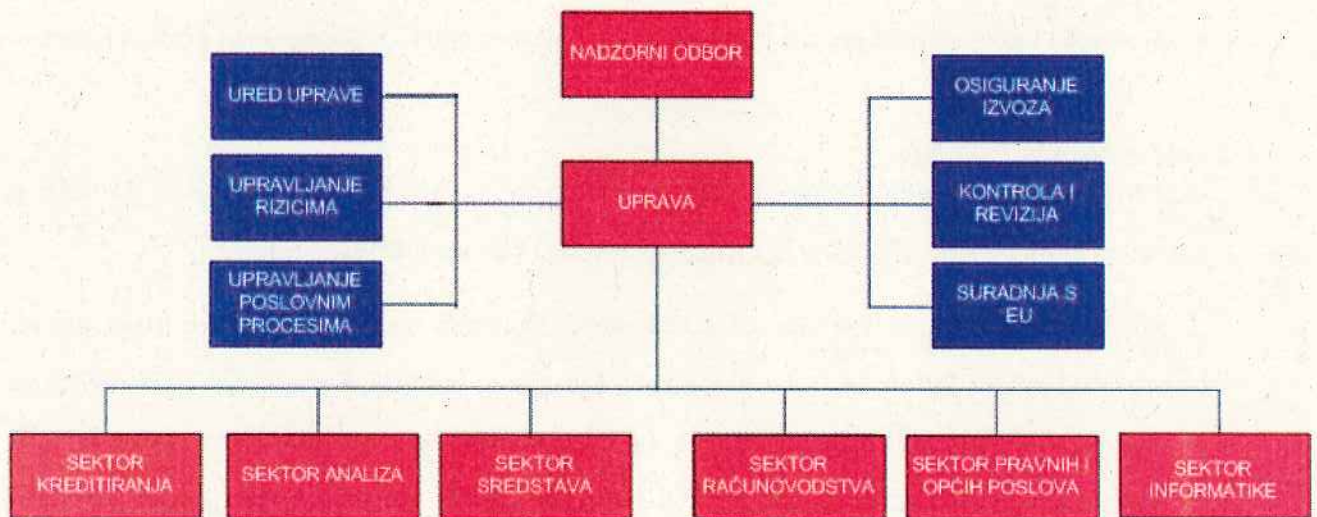 NADZORNI ODBOR
URED UPRAVE
OSIGURANJE
IZVOZA
UPRAVLJANJE
RIZICIMA
UPRAVA
KONTROLA I
REVIZIJA
UPRAVLJANJE
POSLOVNIM
PROCESIMA
SURADNJA S
EU
SEKTOR
KREDITIRANJA
SEKTOR ANALIZA
SEKTOR
SREDSTAVA
SEKTOR
RAČUNOVODSTVA
SEKTOR PRAVNIH I
OPĆIH POSLOVA
SEKTOR
INFORMATIKE